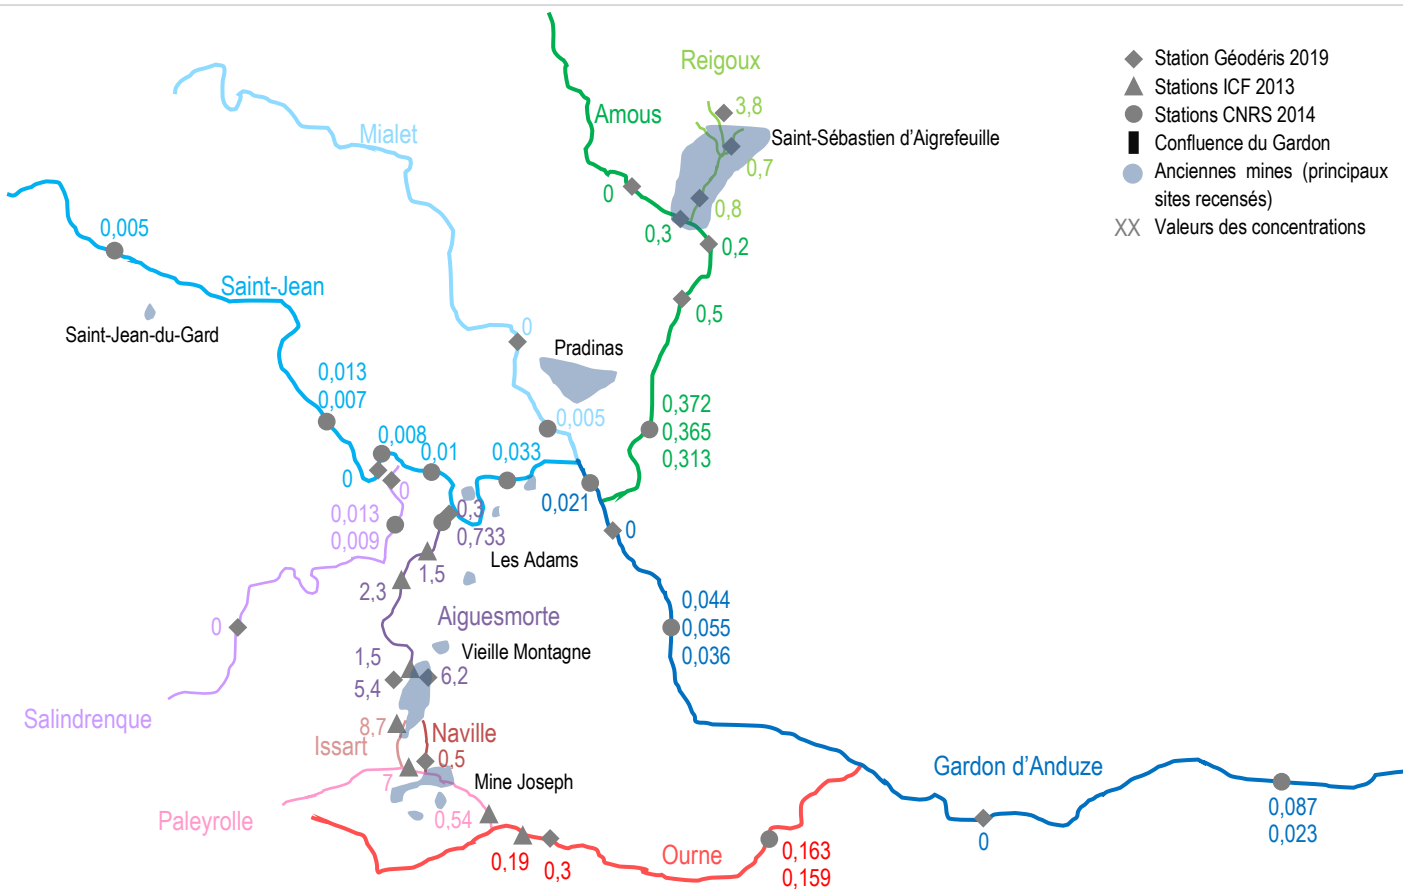 Reigoux
Station Géodéris 2019
Stations ICF 2013
Stations CNRS 2014
Confluence du Gardon
Anciennes mines (principaux
sites recensés)
XX Valeurs des concentrations
3,8
Amous
Mialet
Saint-Sébastien d'Aigrefeuille
0,7
0
0,8
0,3
0,2
0,005
Saint-Jean
0,5
Saint-Jean-du-Gard
0
Pradinas
0,013
0,007
0,005
0,372
0,365
0,313
0,008
0,01
0,033
0
0
0,021
0,013
0,009
0,3
0,733
0
Les Adams
1,5
2,3
0,044
0,055
0,036
Aiguesmorte
0
Vieille Montagne
1,5
5,4
6,2
Salindrenque
8,7
Issart
Naville
0,5
7
Mine Joseph
Gardon d'Anduze
Paleyrolle
0,54
0,087
0,023
0
0,19
0,3
Ourne
0,163
0,159